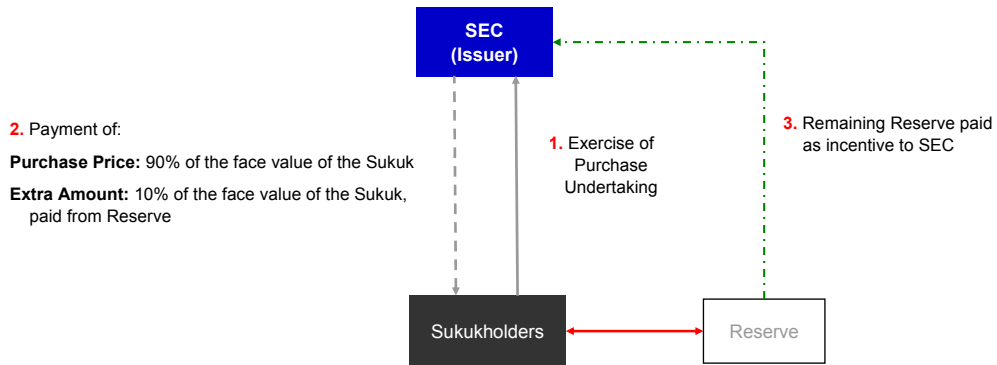 SEC
(Issuer)
2. Payment of:
Purchase Price: 90% of the face value of the Sukuk
Extra Amount: 10% of the face value of the Sukuk,
paid from Reserve
1. Exercise of
Purchase
Undertaking
3. Remaining Reserve paid
as incentive to SEC
Sukukholders
Reserve